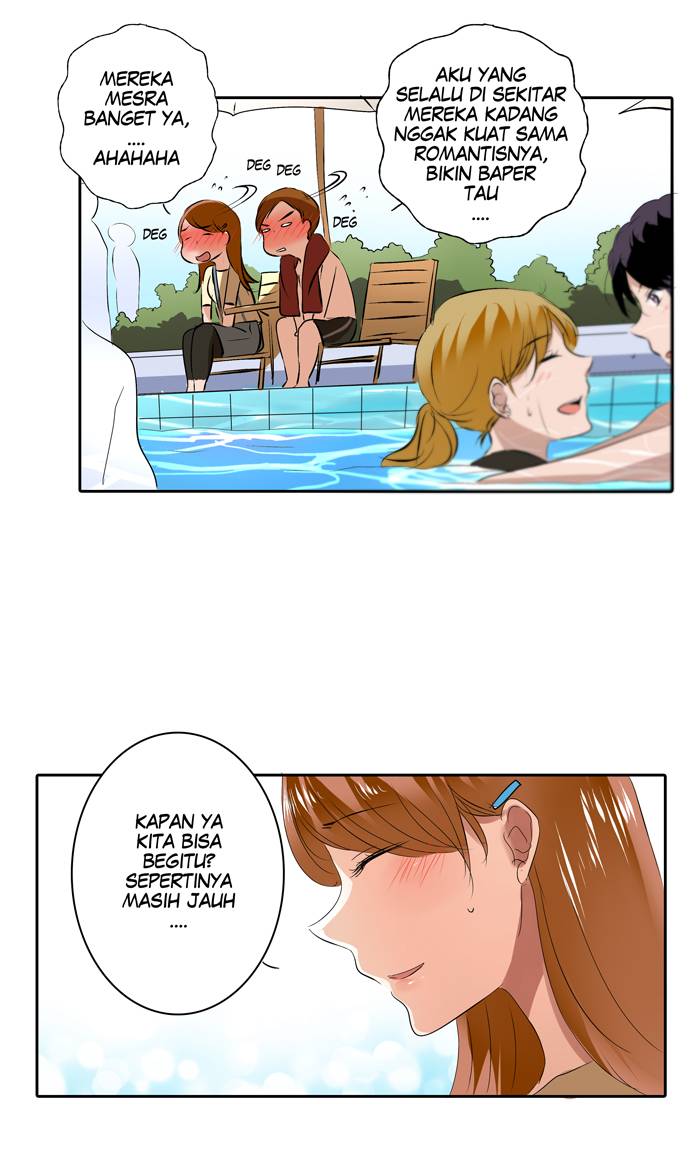 MEREKA
MESRA
BANGET YA,
....
AHAHAHA
AKU YANG
SELALU DI SEKITAR
MEREKA KADANG
NGGAK KUAT SAMA
ROMANTISNYA,
BIKIN BAPER
TAU
....
DEG
DEG
DEG
DEG
KAPAN YA
KITA BISA
BEGITU?
SEPERTINYA
MASIH JAUH
....